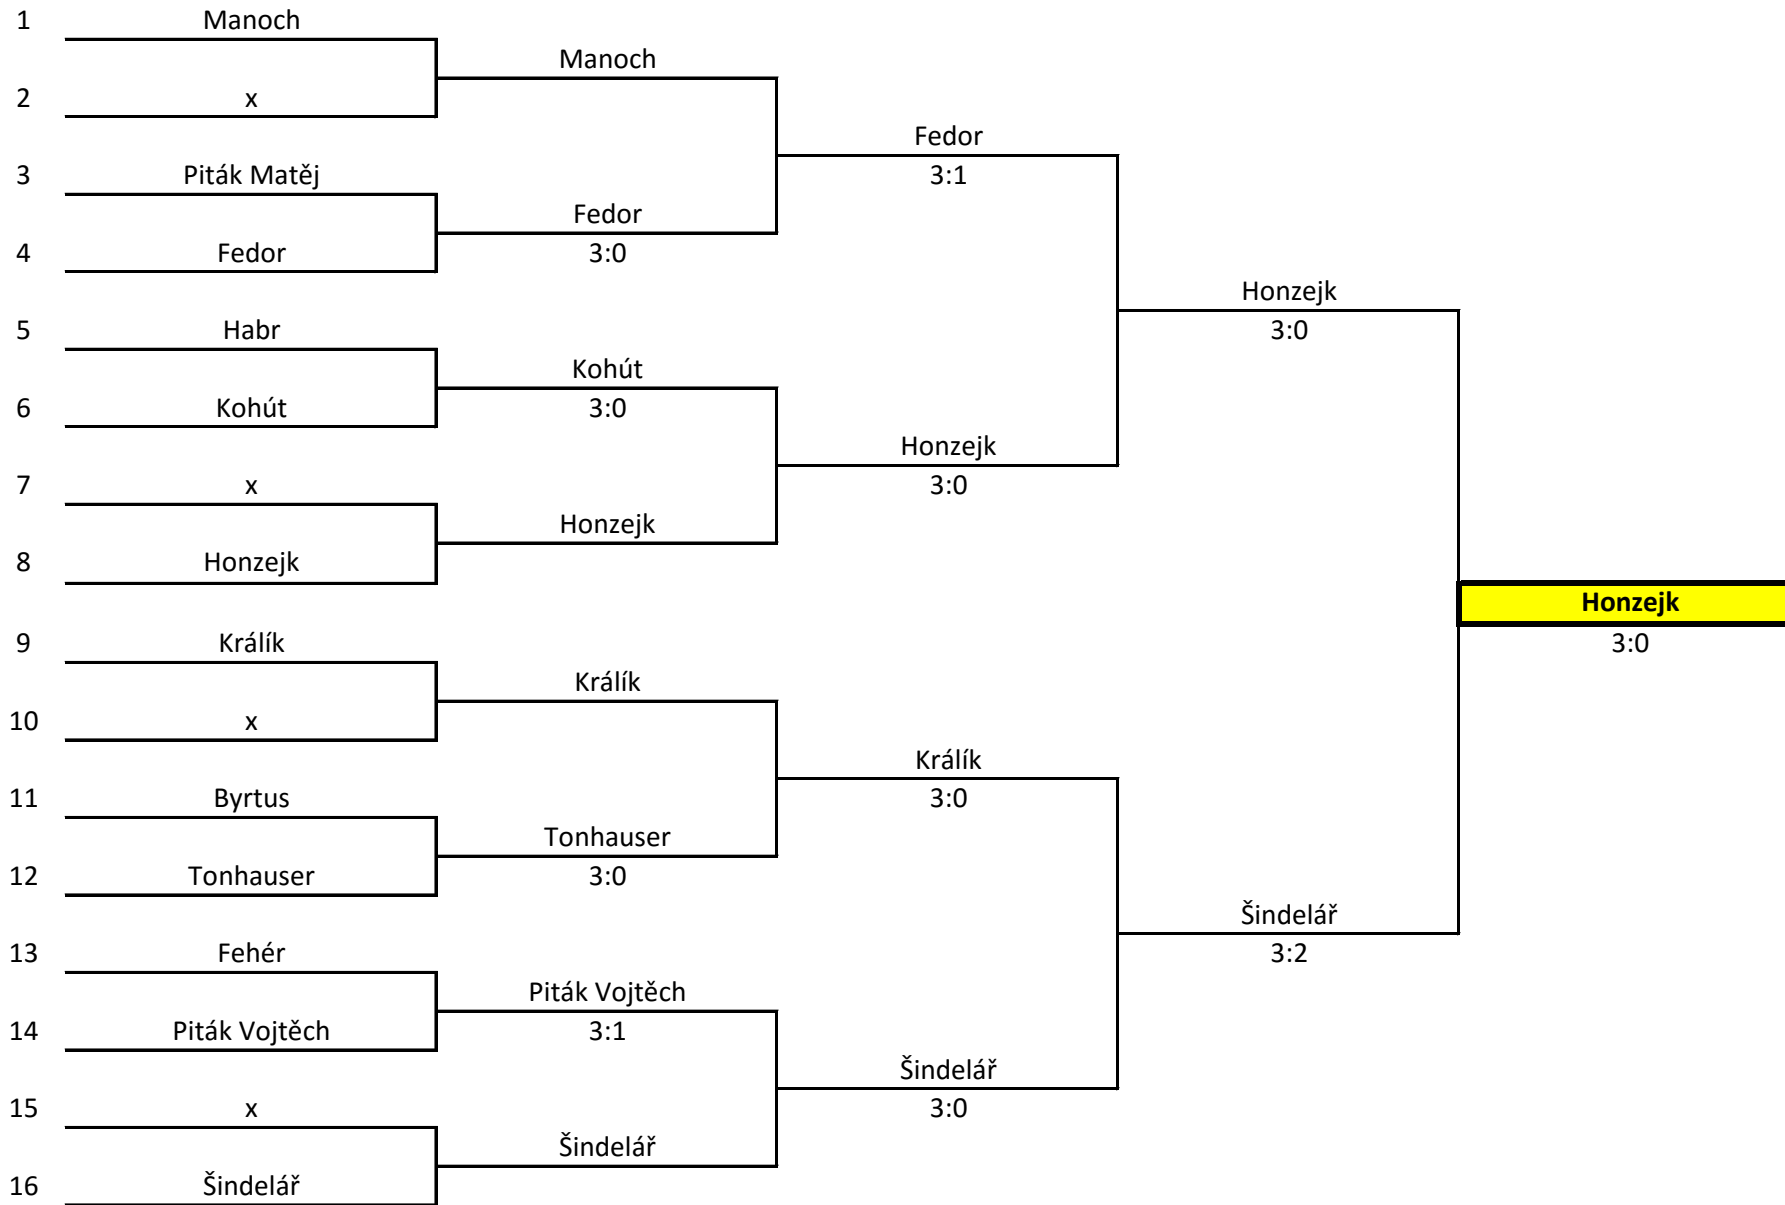 1 Manoch
Manoch
2 x
Fedor
3 Piták Matěj
3:1
Fedor
4 Fedor
3:0
Honzejk
5 Habr
3:0
Kohút
6 Kohút
3:0
Honzejk
7 x
3:0
Honzejk
8 Honzejk
Honzejk
9 Králík
3:0
Králík
10 x
Králík
11 Byrtus
3:0
Tonhauser
12 Tonhauser
3:0
Šindelář
13 Fehér
3:2
Piták Vojtěch
14 Piták Vojtěch
3:1
Šindelář
15 x
3:0
Šindelář
16 Šindelář